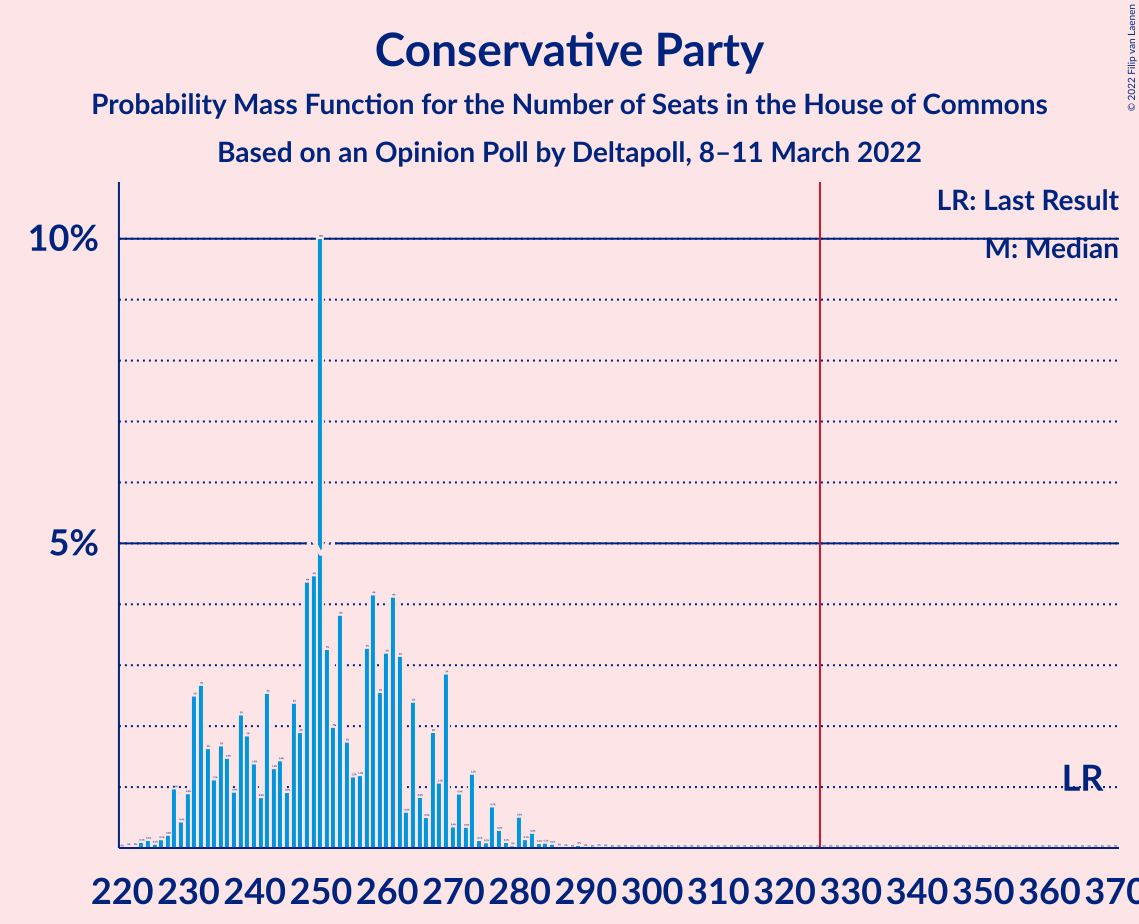 Conservative Party
Probability Mass Function for the Number of Seats in the House of Commons
Based on an Opinion Poll by Deltapoll, 8–11 March 2022
© 2022 Filip van Laenen
LR: Last Result
M: Median
10%
5%
LR
220 230 240 250 260 270 280 290 300 310 320 330 340 350 360 370